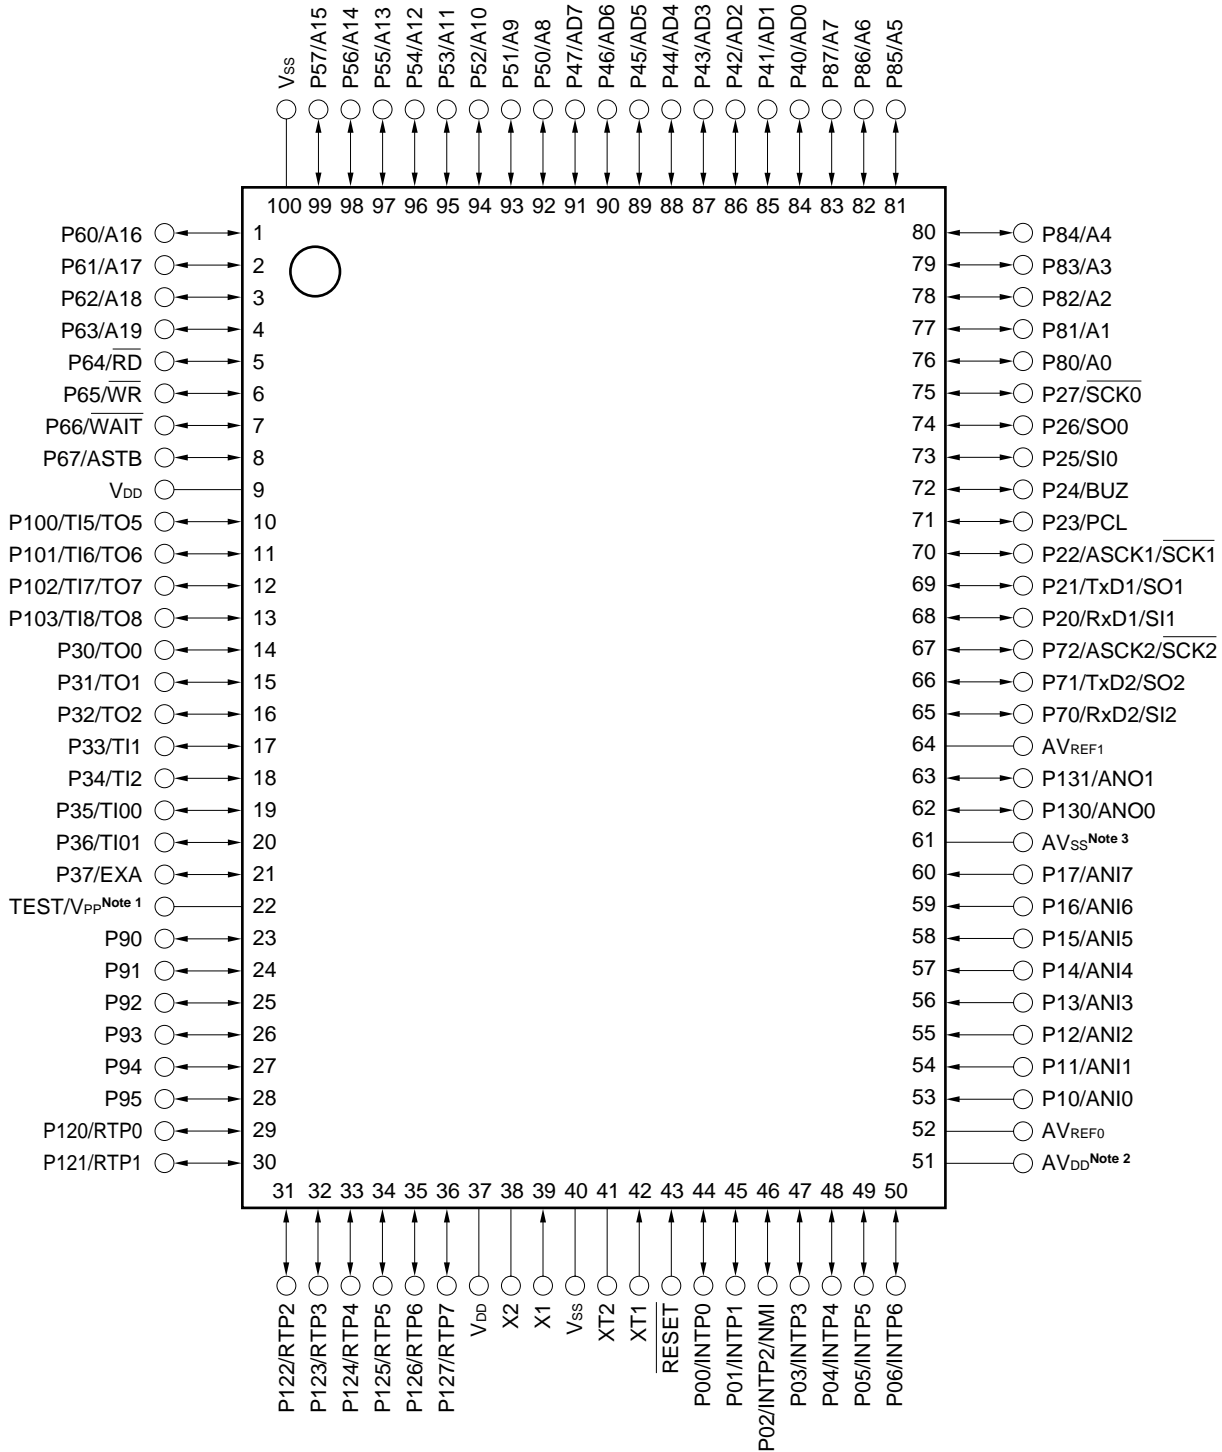 VSS
P57/A15
P56/A14
P55/A13
P54/A12
P53/A11
P52/A10
P51/A9
P50/A8
P47/AD7
P46/AD6
P45/AD5
P44/AD4
P43/AD3
P42/AD2
P41/AD1
P40/AD0
P87/A7
P86/A6
P85/A5
100 99 98 97 96 95 94 93 92 91 90 89 88 87 86 85 84 83 82 81
P60/A16 1 80 P84/A4
P61/A17 2 79 P83/A3
P62/A18 3 78 P82/A2
P63/A19 4 77 P81/A1
P64/RD 5 76 P80/A0
P65/WR 6 75 P27/SCK0
P66/WAIT 7 74 P26/SO0
P67/ASTB 8 73 P25/SI0
VDD 9 72 P24/BUZ
P100/TI5/TO5 10 71 P23/PCL
P101/TI6/TO6 11 70 P22/ASCK1/SCK1
P102/TI7/TO7 12 69 P21/TxD1/SO1
P103/TI8/TO8 13 68 P20/RxD1/SI1
P30/TO0 14 67 P72/ASCK2/SCK2
P31/TO1 15 66 P71/TxD2/SO2
P32/TO2 16 65 P70/RxD2/SI2
P33/TI1 17 64 AVREF1
P34/TI2 18 63 P131/ANO1
P35/TI00 19 62 P130/ANO0
P36/TI01 20 61 AVSS Note 3
P37/EXA 21 60 P17/ANI7
TEST/VPP Note 1 22 59 P16/ANI6
P90 23 58 P15/ANI5
P91 24 57 P14/ANI4
P92 25 56 P13/ANI3
P93 26 55 P12/ANI2
P94 27 54 P11/ANI1
P95 28 53 P10/ANI0
P120/RTP0 29 52 AVREF0
P121/RTP1 30 51 AVDD Note 2
31 32 33 34 35 36 37 38 39 40 41 42 43 44 45 46 47 48 49 50
P122/RTP2
P123/RTP3
P124/RTP4
P125/RTP5
P126/RTP6
P127/RTP7
VDD
X2
X1
VSS
XT2
XT1
RESET
P00/INTP0
P01/INTP1
P02/INTP2/NMI
P03/INTP3
P04/INTP4
P05/INTP5
P06/INTP6